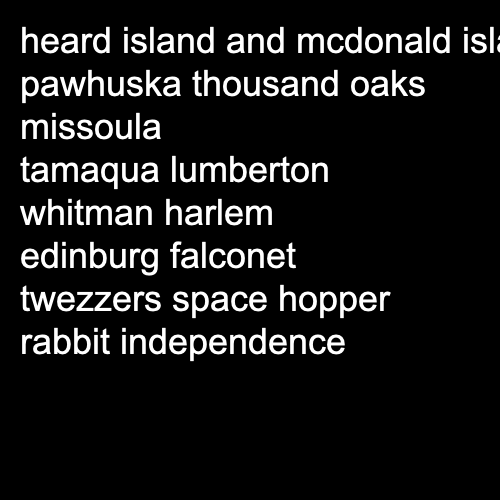 heard island and mcdonald isla
pawhuska thousand oaks
missoula
tamaqua lumberton
whitman harlem
edinburg falconet
twezzers space hopper
rabbit independence